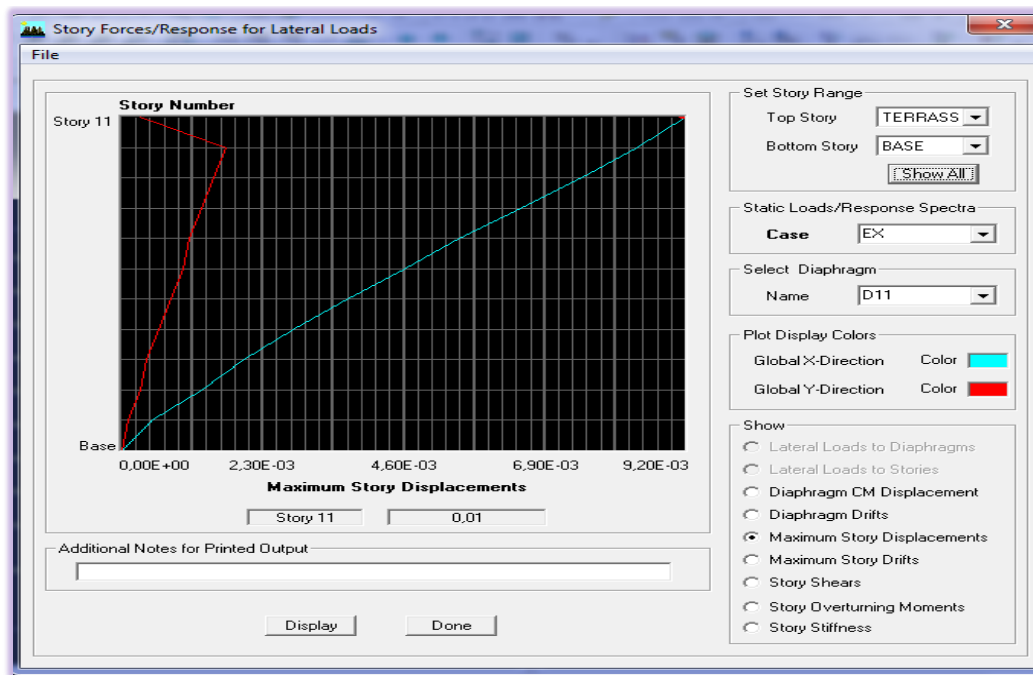 Story Forces/Response for Lateral Loads
File
Story Number
Story 11
Base
0,00E+00 2,30E-03 4,60E-03 6,90E-03 9,20E-03
Maximum Story Displacements
Story 11 0,01
Additional Notes for Printed Output
Display Done
Set Story Range
Top Story TERRASS
Bottom Story BASE
Show All
Static Loads/Response Spectra
Case EX
Select Diaphragm
Name D11
Plot Display Colors
Global X-Direction Color
Global Y-Direction Color
Show
Lateral Loads to Diaphragms
Lateral Loads to Stories
Diaphragm CM Displacement
Diaphragm Drifts
Maximum Story Displacements
Maximum Story Drifts
Story Shears
Story Overturning Moments
Story Stiffness